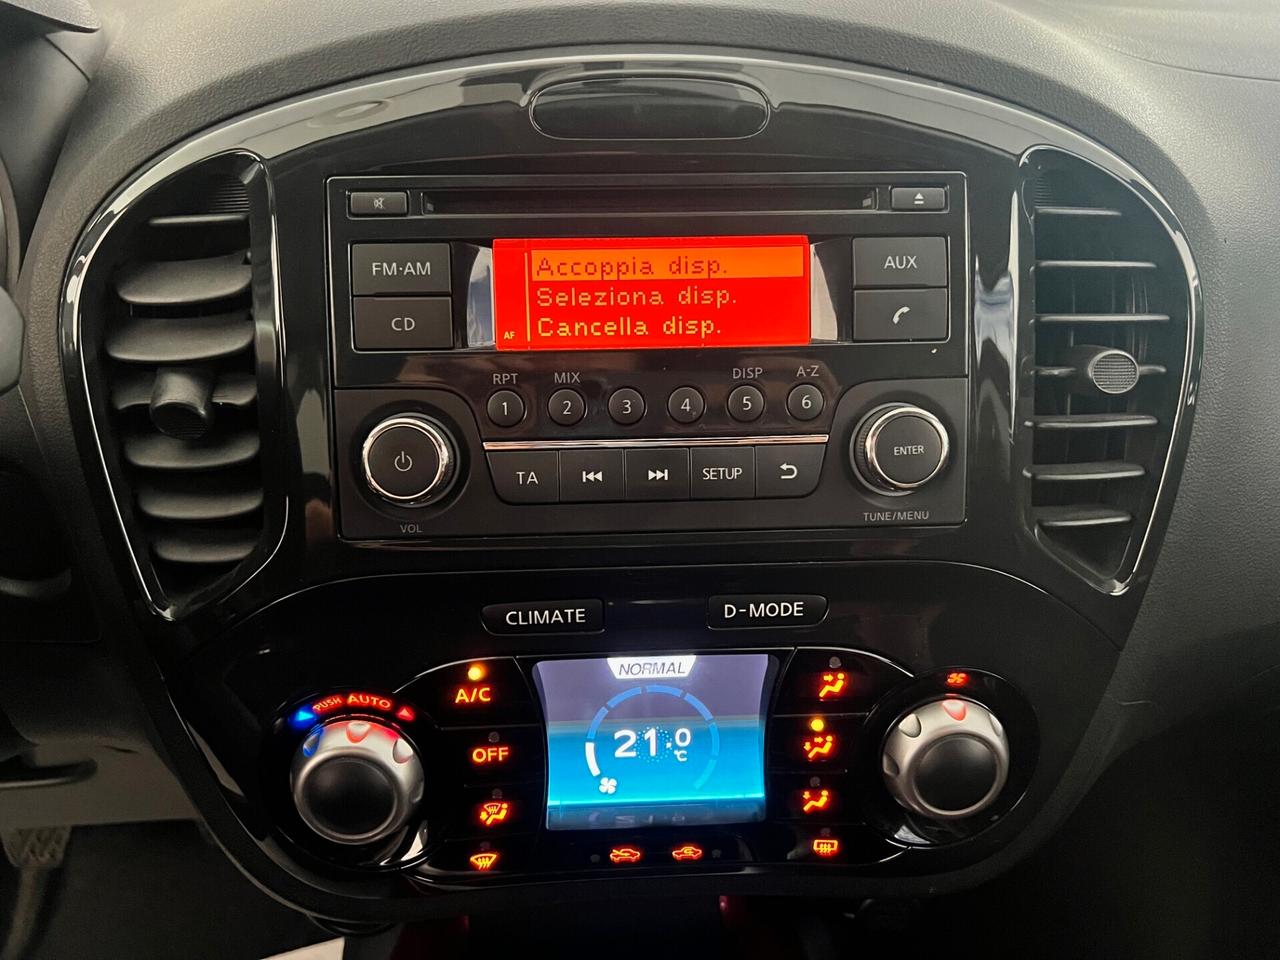 FM·AM
CD
AUX
Accoppia disp.
Seleziona disp.
Cancella disp.
AF
RPT MIX DISP A-Z
1 2 3 4 5 6
TA SETUP
ENTER
VOL
TUNE/MENU
CLIMATE D-MODE
NORMAL
PUSH AUTO
A/C
OFF
21.0
°C